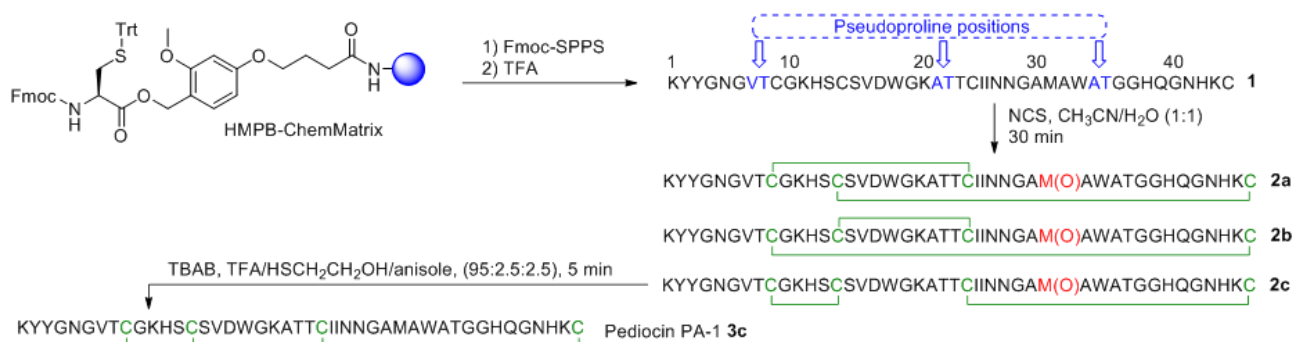 Trt
S
O
O
O
N
H
Fmoc
N
H
O
O
HMPB-ChemMatrix
1) Fmoc-SPPS
2) TFA
Pseudoproline positions
1 10 20 30 40
KYYGNGVTCGKHSCSVDWGKATTCIINNGAMAWATGGHQGNHKC 1
NCS, CH3CN/H2O (1:1)
30 min
KYYGNGVTCGKHSCSVDWGKATTCIINNGAM(O)AWATGGHQGNHKC 2a
KYYGNGVTCGKHSCSVDWGKATTCIINNGAM(O)AWATGGHQGNHKC 2b
KYYGNGVTCGKHSCSVDWGKATTCIINNGAM(O)AWATGGHQGNHKC 2c
TBAB, TFA/HSCH2CH2OH/anisole, (95:2.5:2.5), 5 min
KYYGNGVTCGKHSCSVDWGKATTCIINNGAMAWATGGHQGNHKC Pediocin PA-1 3c